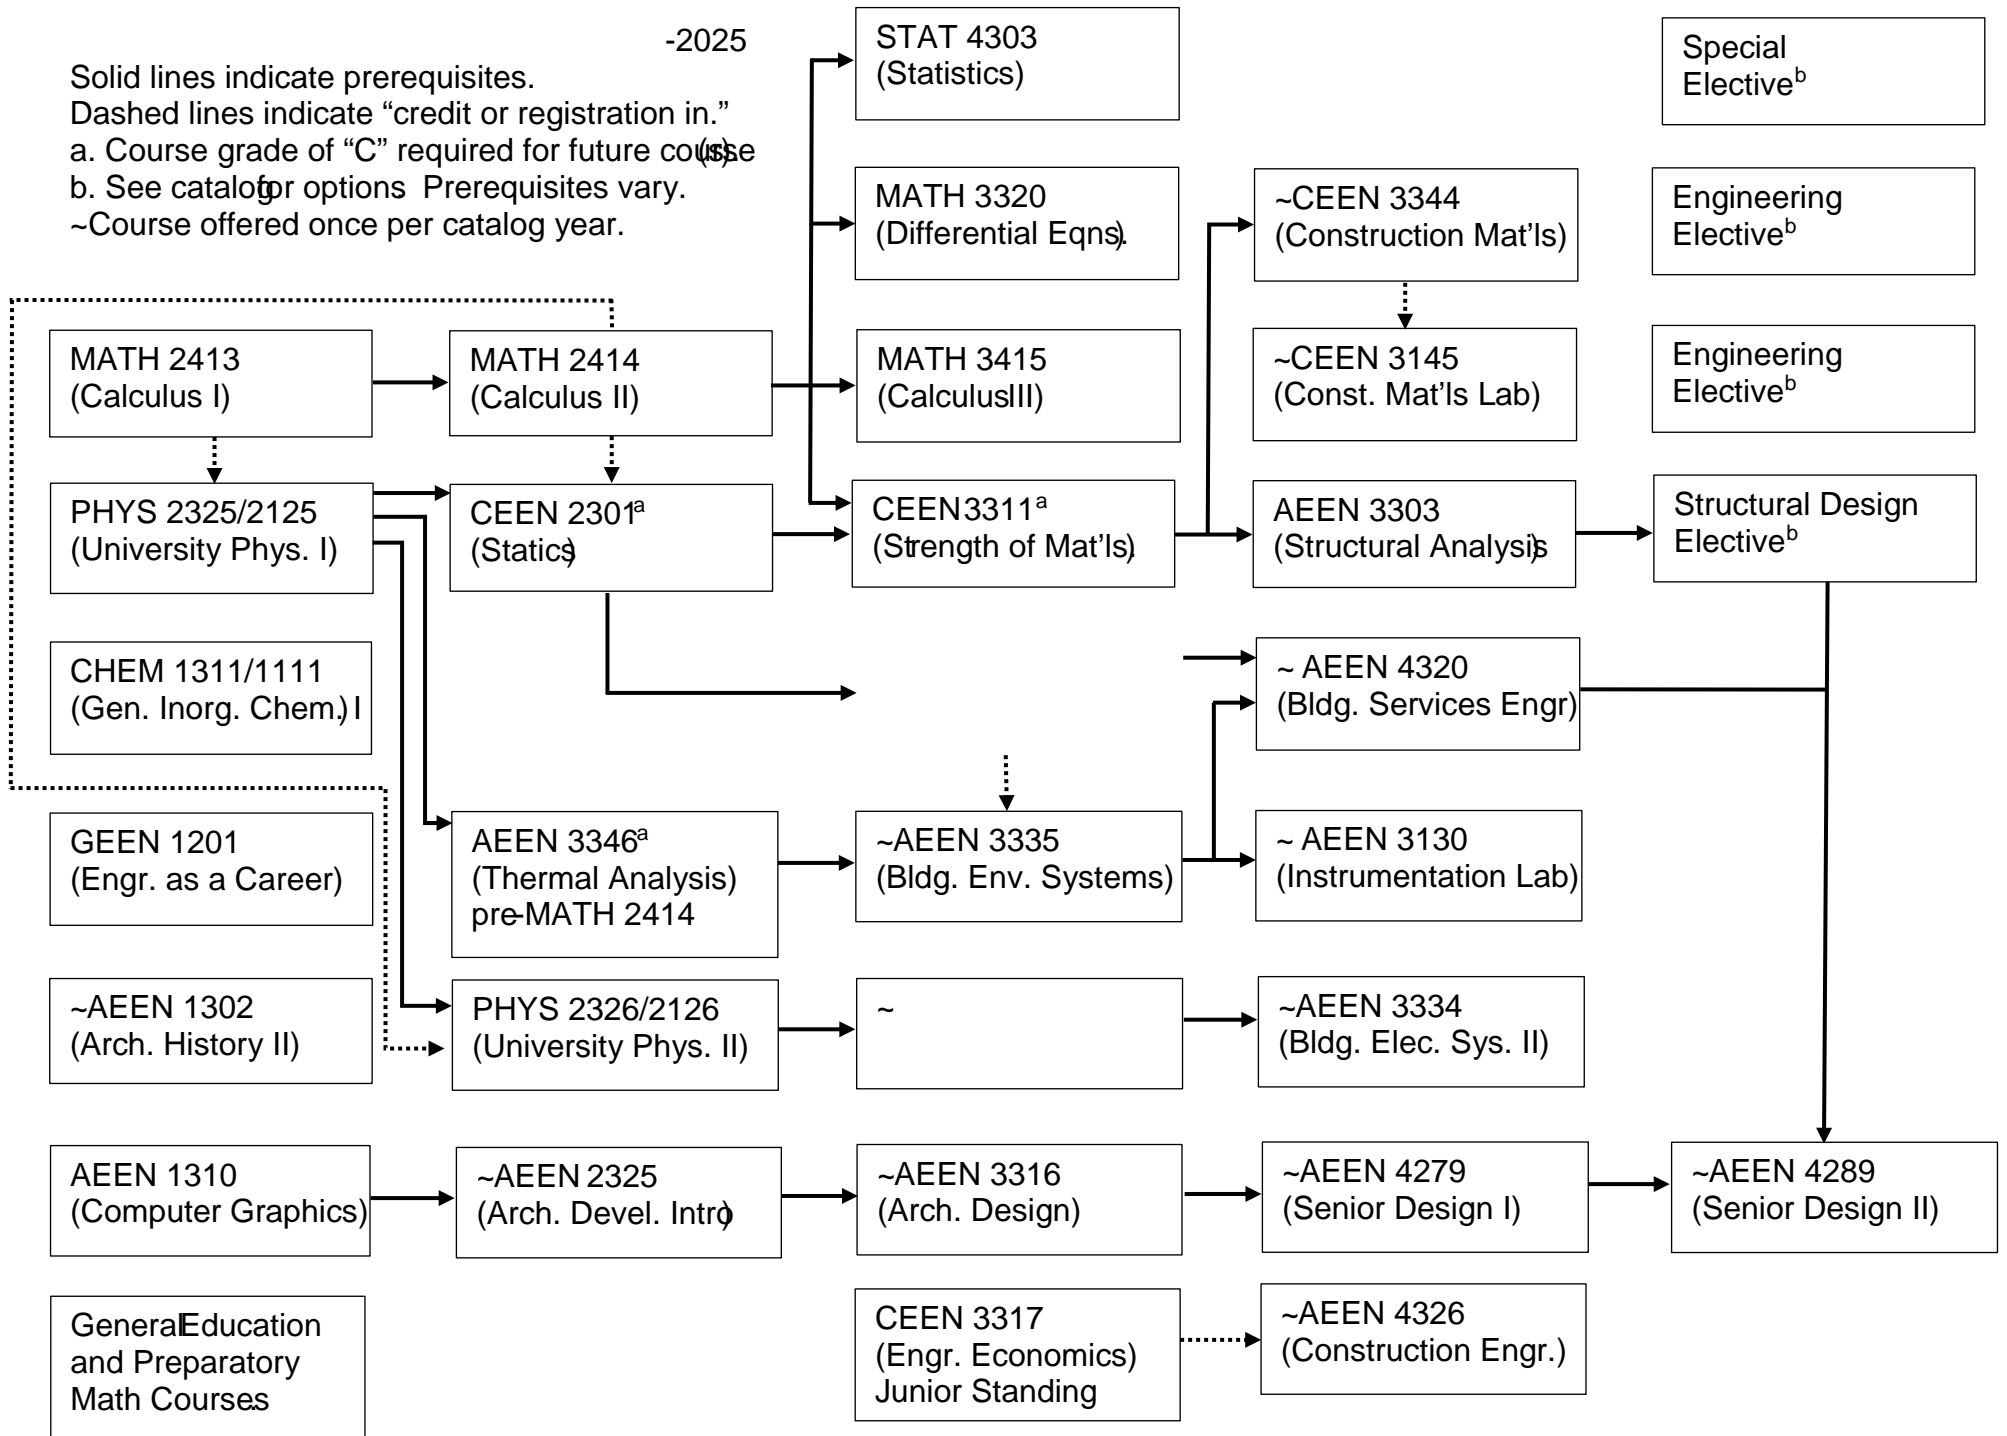 -2025
Solid lines indicate prerequisites.
Dashed lines indicate “credit or registration in.”
a. Course grade of “C” required for future course(s).
b. See catalog for options. Prerequisites vary.
~Course offered once per catalog year.
STAT 4303
(Statistics)
Special
Elective^b
MATH 3320
(Differential Eqns.)
~CEEN 3344
(Construction Mat’ls)
Engineering
Elective^b
MATH 2413
(Calculus I)
MATH 2414
(Calculus II)
MATH 3415
(Calculus III)
~CEEN 3145
(Const. Mat’ls Lab)
Engineering
Elective^b
PHYS 2325/2125
(University Phys. I)
CEEN 2301^a
(Statics)
CEEN 3311^a
(Strength of Mat’ls.)
AEEN 3303
(Structural Analysis)
Structural Design
Elective^b
CHEM 1311/1111
(Gen. Inorg. Chem.) I
~ AEEN 4320
(Bldg. Services Engr)
GEEN 1201
(Engr. as a Career)
AEEN 3346^a
(Thermal Analysis)
pre-MATH 2414
~AEEN 3335
(Bldg. Env. Systems)
~ AEEN 3130
(Instrumentation Lab)
~AEEN 1302
(Arch. History II)
PHYS 2326/2126
(University Phys. II)
~
~AEEN 3334
(Bldg. Elec. Sys. II)
AEEN 1310
(Computer Graphics)
~AEEN 2325
(Arch. Devel. Intro)
~AEEN 3316
(Arch. Design)
~AEEN 4279
(Senior Design I)
~AEEN 4289
(Senior Design II)
General Education
and Preparatory
Math Courses.
CEEN 3317
(Engr. Economics)
Junior Standing
~AEEN 4326
(Construction Engr.)